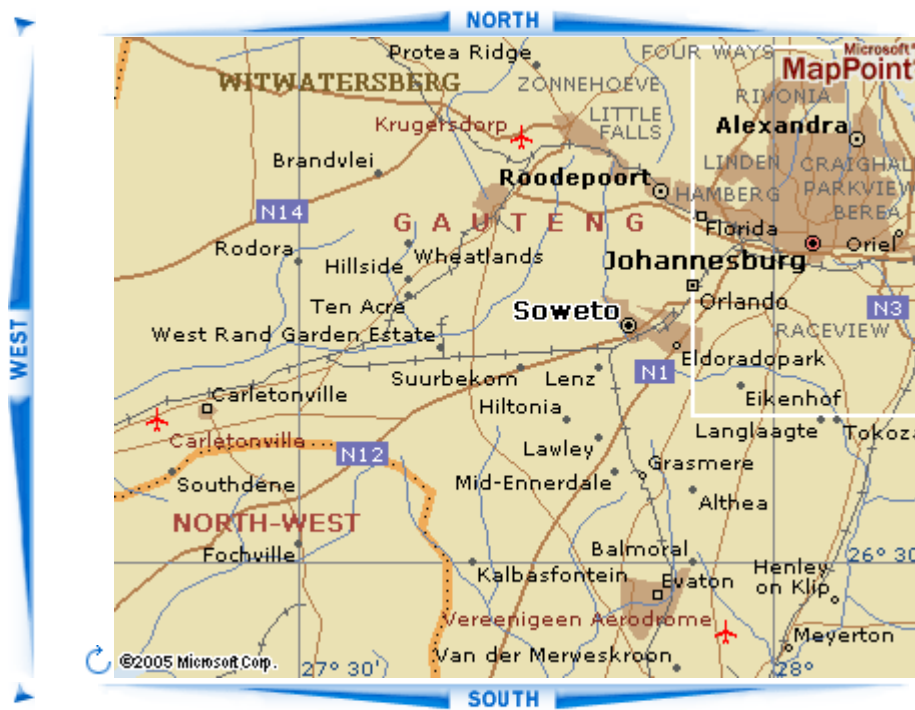 NORTH
Protea Ridge
FOUR WAYS
Microsoft®
MapPoint®
WITWATERSBERG
ZONNEHOEVE
RIVONIA
LITTLE
FALLS
Krugersdorp
Alexandra
Brandvlei
LINDEN
CRAIGHAL
Roodepoort
HAMBERG
PARKVIEW
N14
BEREA
GAUTENG
Florida
Rodora
Wheatlands
Oriel
Hillside
Johannesburg
Ten Acre
Orlando
N3
Soweto
RACEVIEW
West Rand Garden Estate
WEST
Eldoradopark
N1
Suurbekom
Lenz
Carletonville
Eikenhof
Hiltonia
Langlaagte
Tokoza
Carletonville
N12
Lawley
Grasmere
Southdene
Mid-Ennerdale
Althea
NORTH-WEST
Fochville
Balmoral
26° 30
Kalbasfontein
Evaton
Henley
on Klip
Vereenigeen Aerodrome
Meyerton
Van der Merweskroon
©2005 Microsoft Corp.
27° 30'
28°
SOUTH